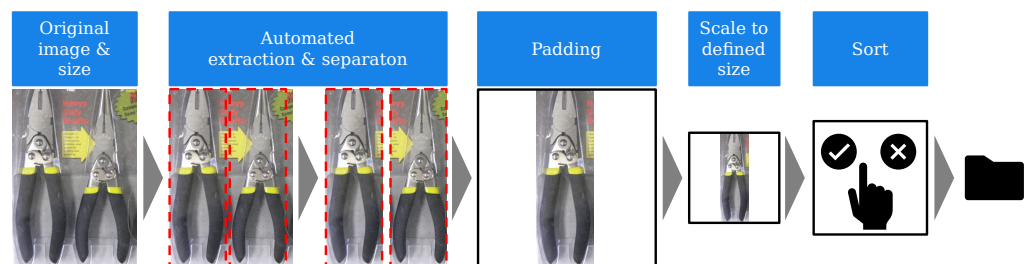 Original
image &
size
Automated
extraction & separaton
Padding
Scale to
defined
size
Sort